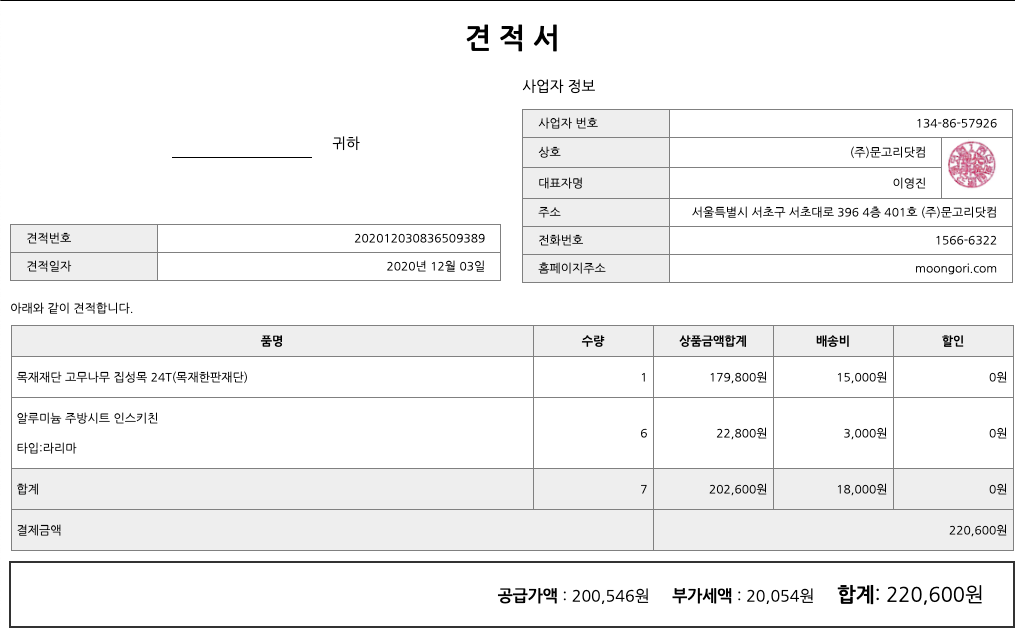 견 적 서
귀하
견적번호 202012030836509389
견적일자 2020년 12월 03일
사업자 정보
사업자 번호 134-86-57926
상호 (주)문고리닷컴
대표자명 이영진
주소 서울특별시 서초구 서초대로 396 4층 401호 (주)문고리닷컴
전화번호 1566-6322
홈페이지주소 moongori.com
아래와 같이 견적합니다.
품명 수량 상품금액합계 배송비 할인
목재재단 고무나무 집성목 24T(목재한판재단) 1 179,800원 15,000원 0원
알루미늄 주방시트 인스키친
타입:라리마 6 22,800원 3,000원 0원
합계 7 202,600원 18,000원 0원
결제금액 220,600원
공급가액 : 200,546원 부가세액 : 20,054원 합계: 220,600원